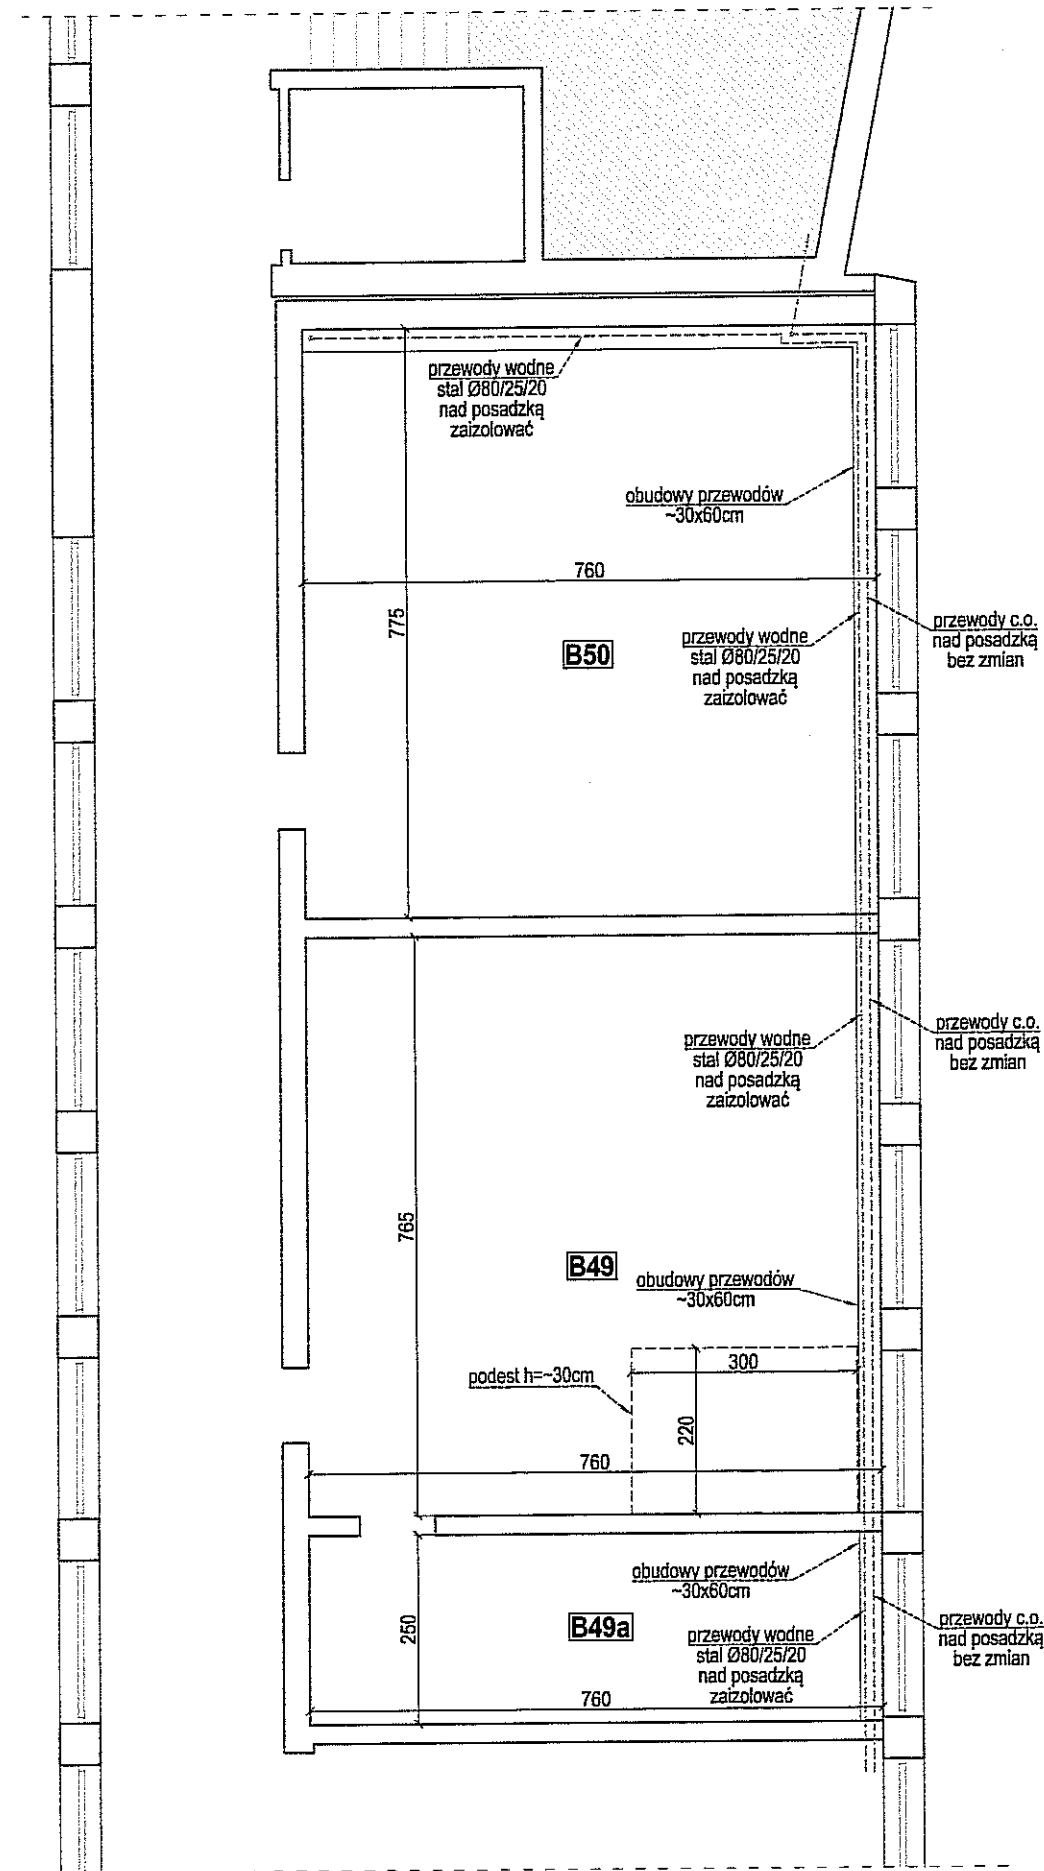 przewody wodne
stal Ø80/25/20
nad posadzką
zaizolować
obudowy przewodów
~30x60cm
760
775
B50
przewody wodne
stal Ø80/25/20
nad posadzką
zaizolować
przewody c.o.
nad posadzką
bez zmian
przewody wodne
stal Ø80/25/20
nad posadzką
zaizolować
przewody c.o.
nad posadzką
bez zmian
765
B49
obudowy przewodów
~30x60cm
podest h=~30cm
300
220
760
obudowy przewodów
~30x60cm
250
B49a
przewody wodne
stal Ø80/25/20
nad posadzką
zaizolować
przewody c.o.
nad posadzką
bez zmian
760